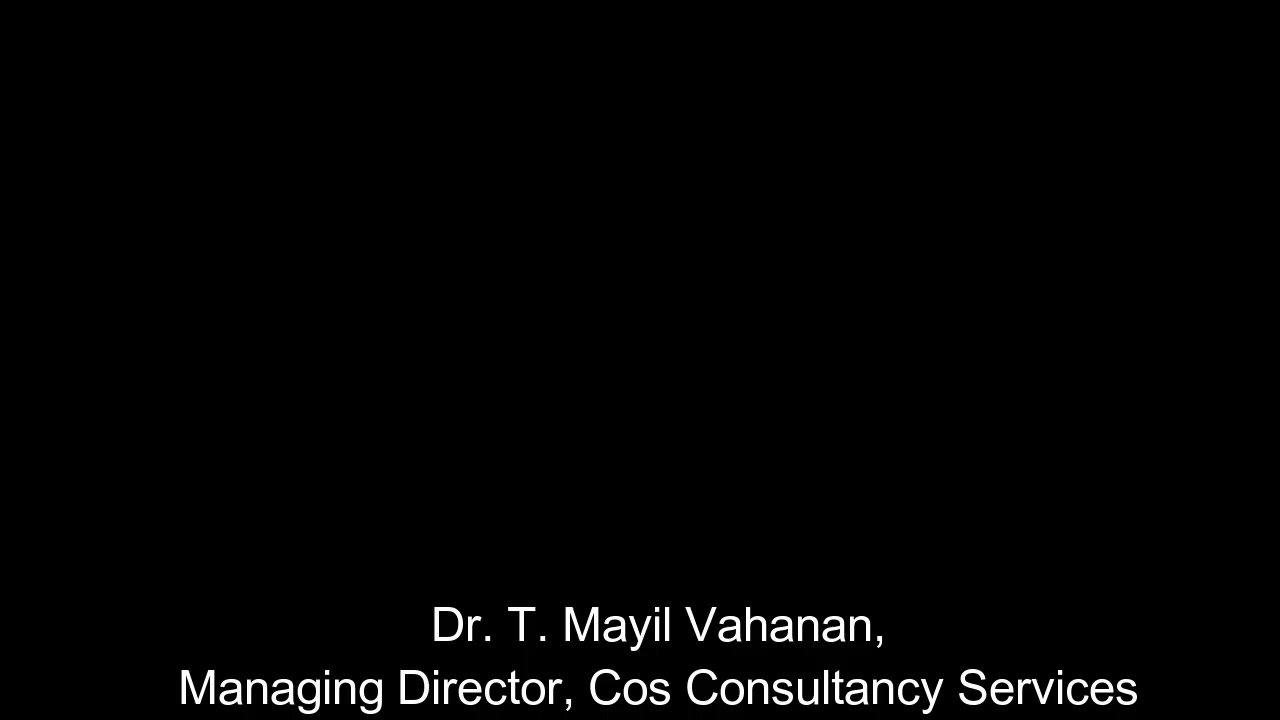 Dr. T. Mayil Vahanan,
Managing Director, Cos Consultancy Services